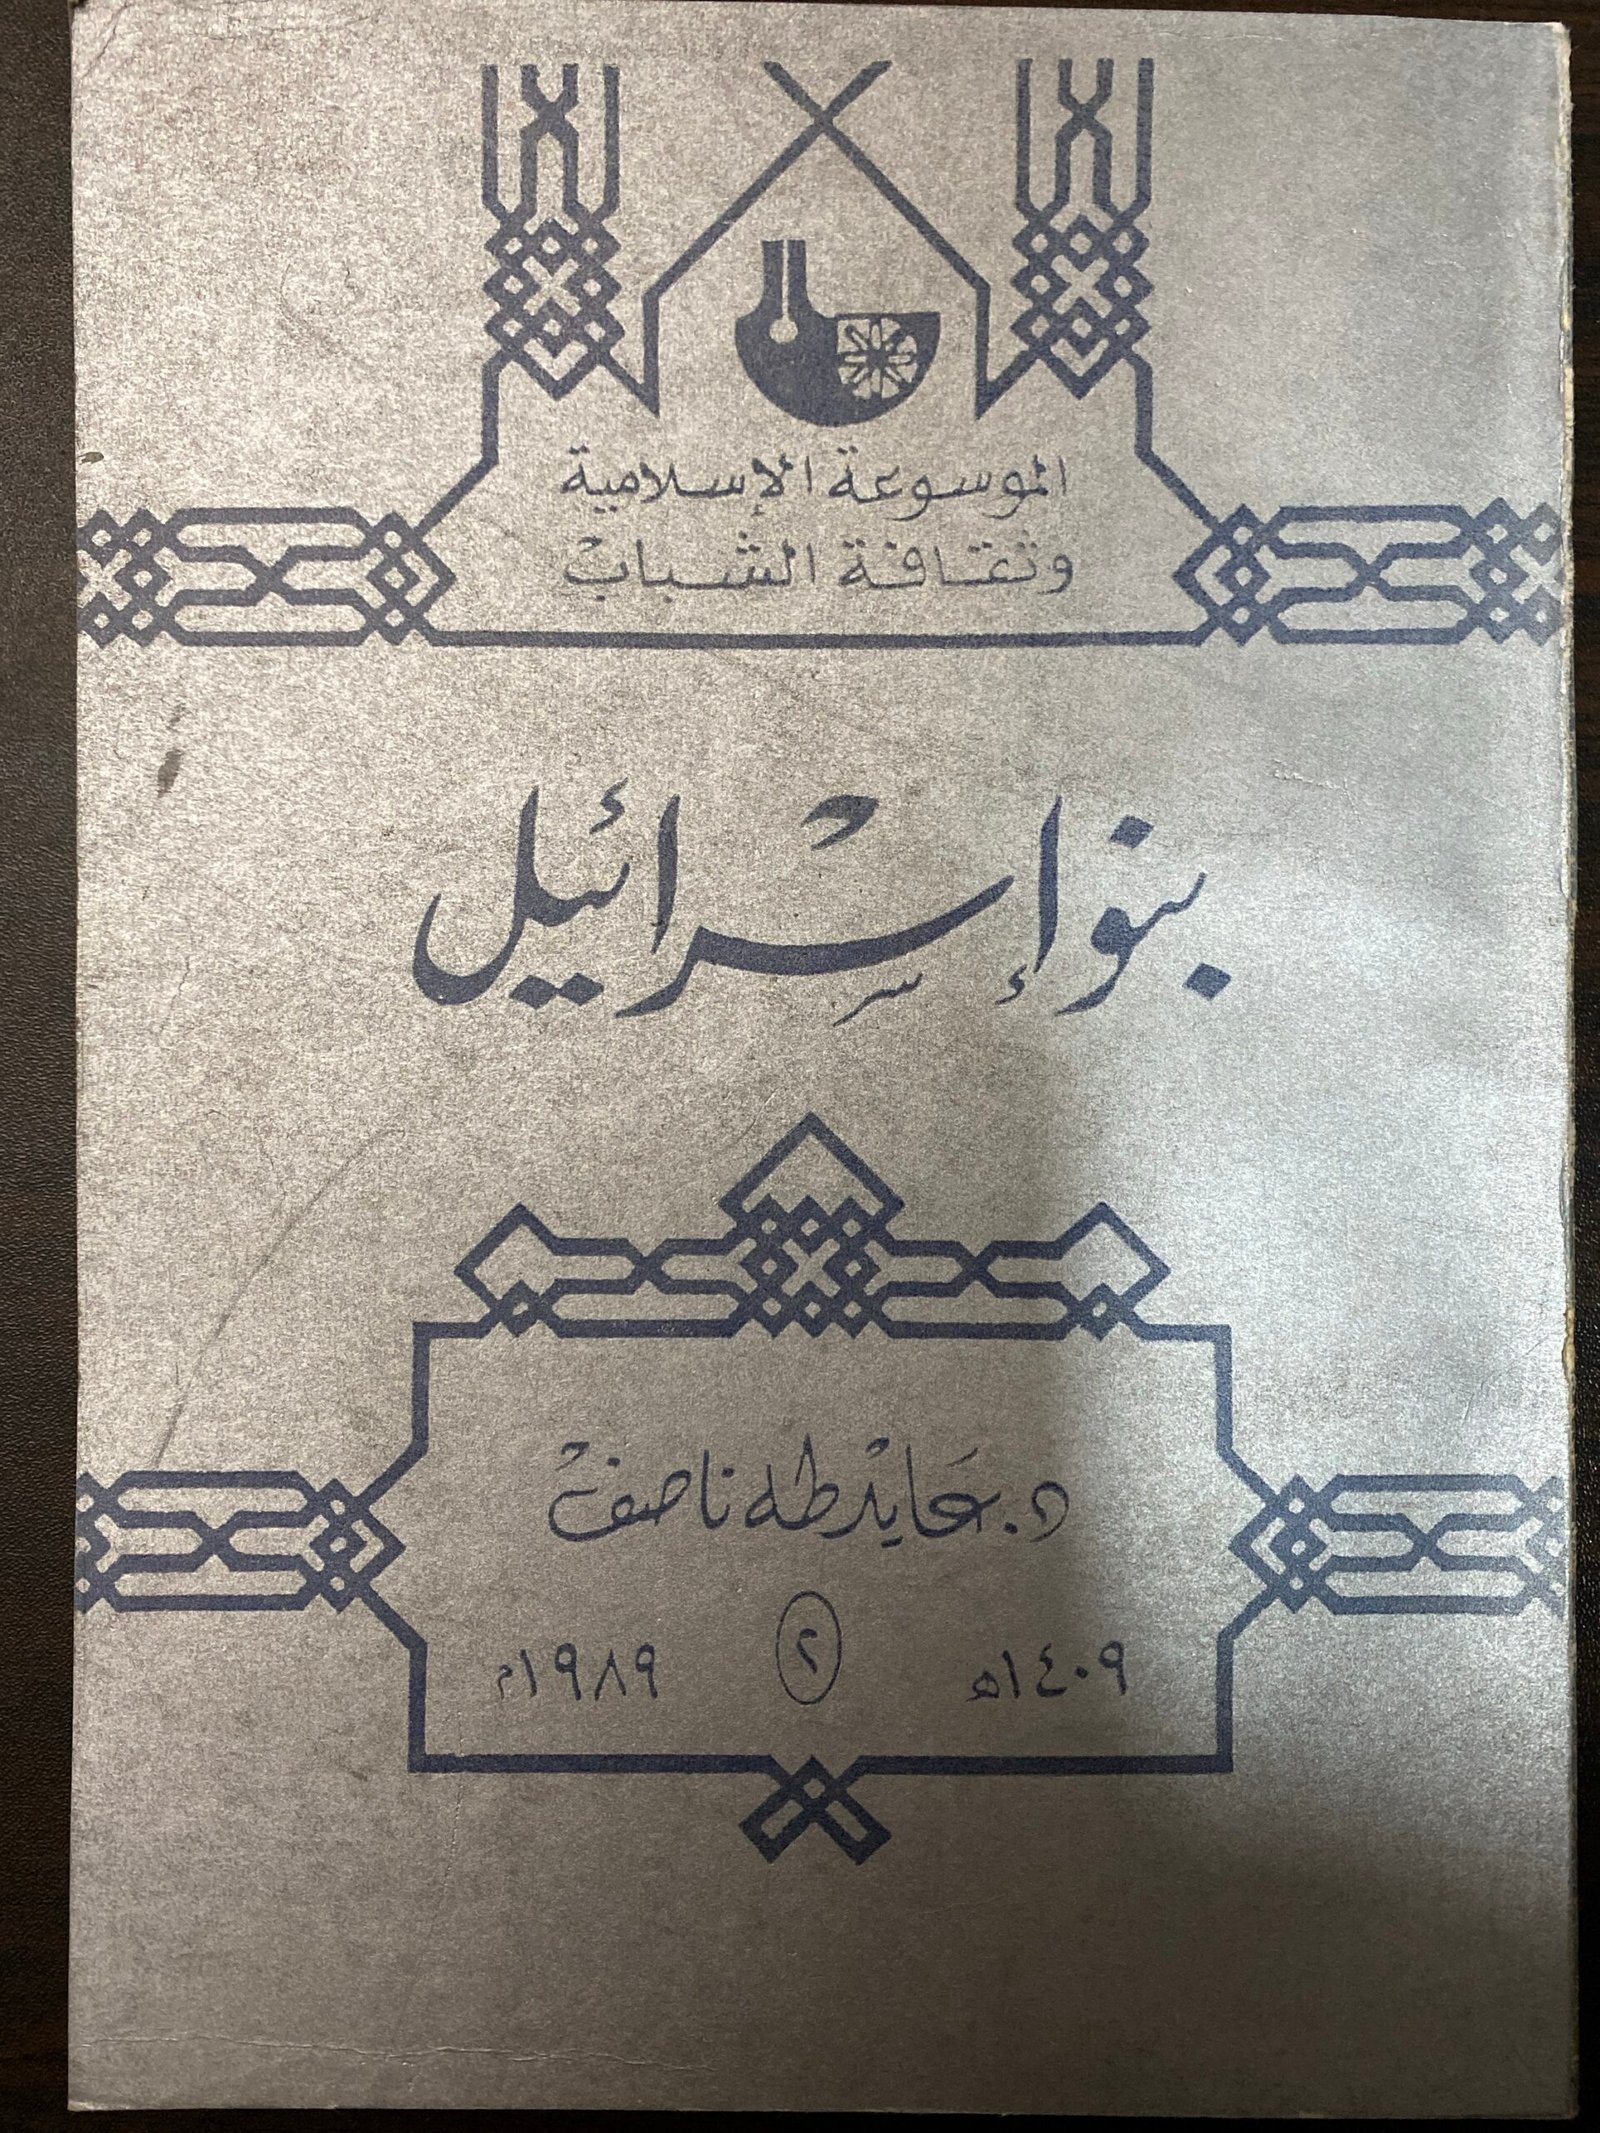 الموسوعة الإسلامية
وثقافة الشباب
بنو إسرائيل
د. عايد طه ناصف
١٤٠٩هـ
٢
١٩٨٩م